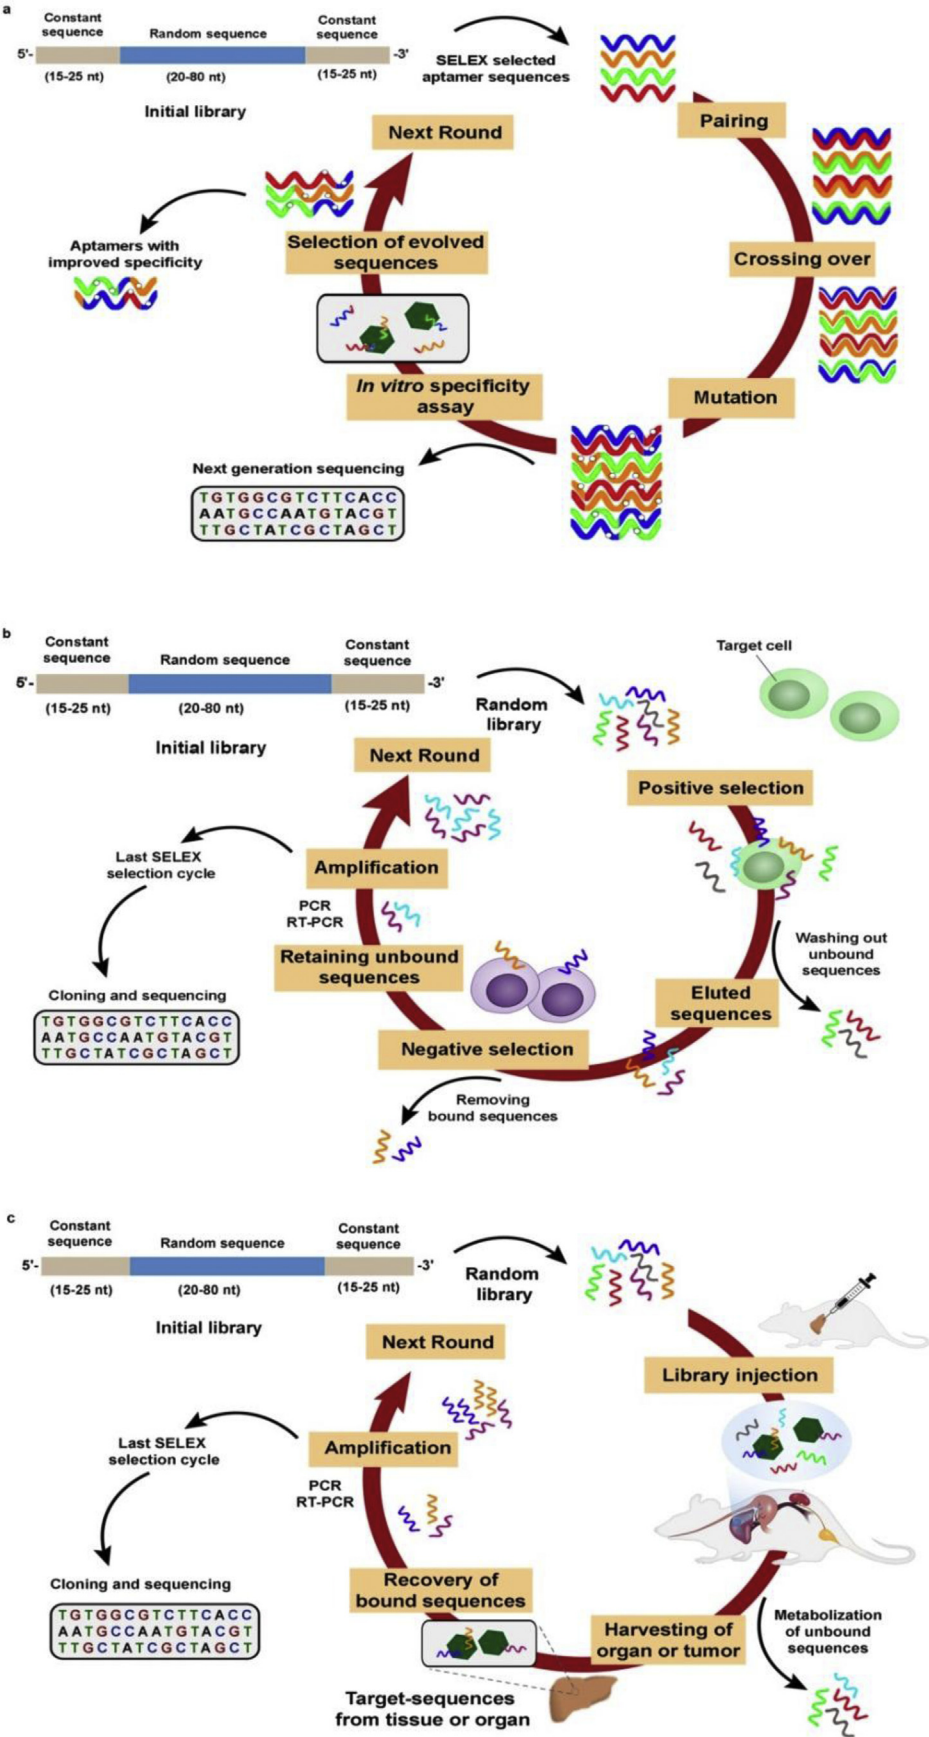 a
Constant
sequence
Random sequence
Constant
sequence
5'-
-3'
(15-25 nt)
(20-80 nt)
(15-25 nt)
Initial library
SELEX selected
aptamer sequences
Pairing
Next Round
Crossing over
Aptamers with
improved specificity
Selection of evolved
sequences
In vitro specificity
assay
Mutation
Next generation sequencing
TGTGGCGTCTTCACC
AATGCCAATGTACGT
TTGCTATCGCTAGCT
b
Constant
sequence
Random sequence
Constant
sequence
5'-
-3'
(15-25 nt)
(20-80 nt)
(15-25 nt)
Initial library
Random
library
Target cell
Next Round
Positive selection
Last SELEX
selection cycle
Amplification
PCR
RT-PCR
Washing out
unbound
sequences
Retaining unbound
sequences
Eluted
sequences
Cloning and sequencing
TGTGGCGTCTTCACC
AATGCCAATGTACGT
TTGCTATCGCTAGCT
Negative selection
Removing
bound sequences
c
Constant
sequence
Random sequence
Constant
sequence
5'-
-3'
(15-25 nt)
(20-80 nt)
(15-25 nt)
Initial library
Random
library
Next Round
Library injection
Last SELEX
selection cycle
Amplification
PCR
RT-PCR
Cloning and sequencing
TGTGGCGTCTTCACC
AATGCCAATGTACGT
TTGCTATCGCTAGCT
Recovery of
bound sequences
Harvesting of
organ or tumor
Metabolization
of unbound
sequences
Target-sequences
from tissue or organ